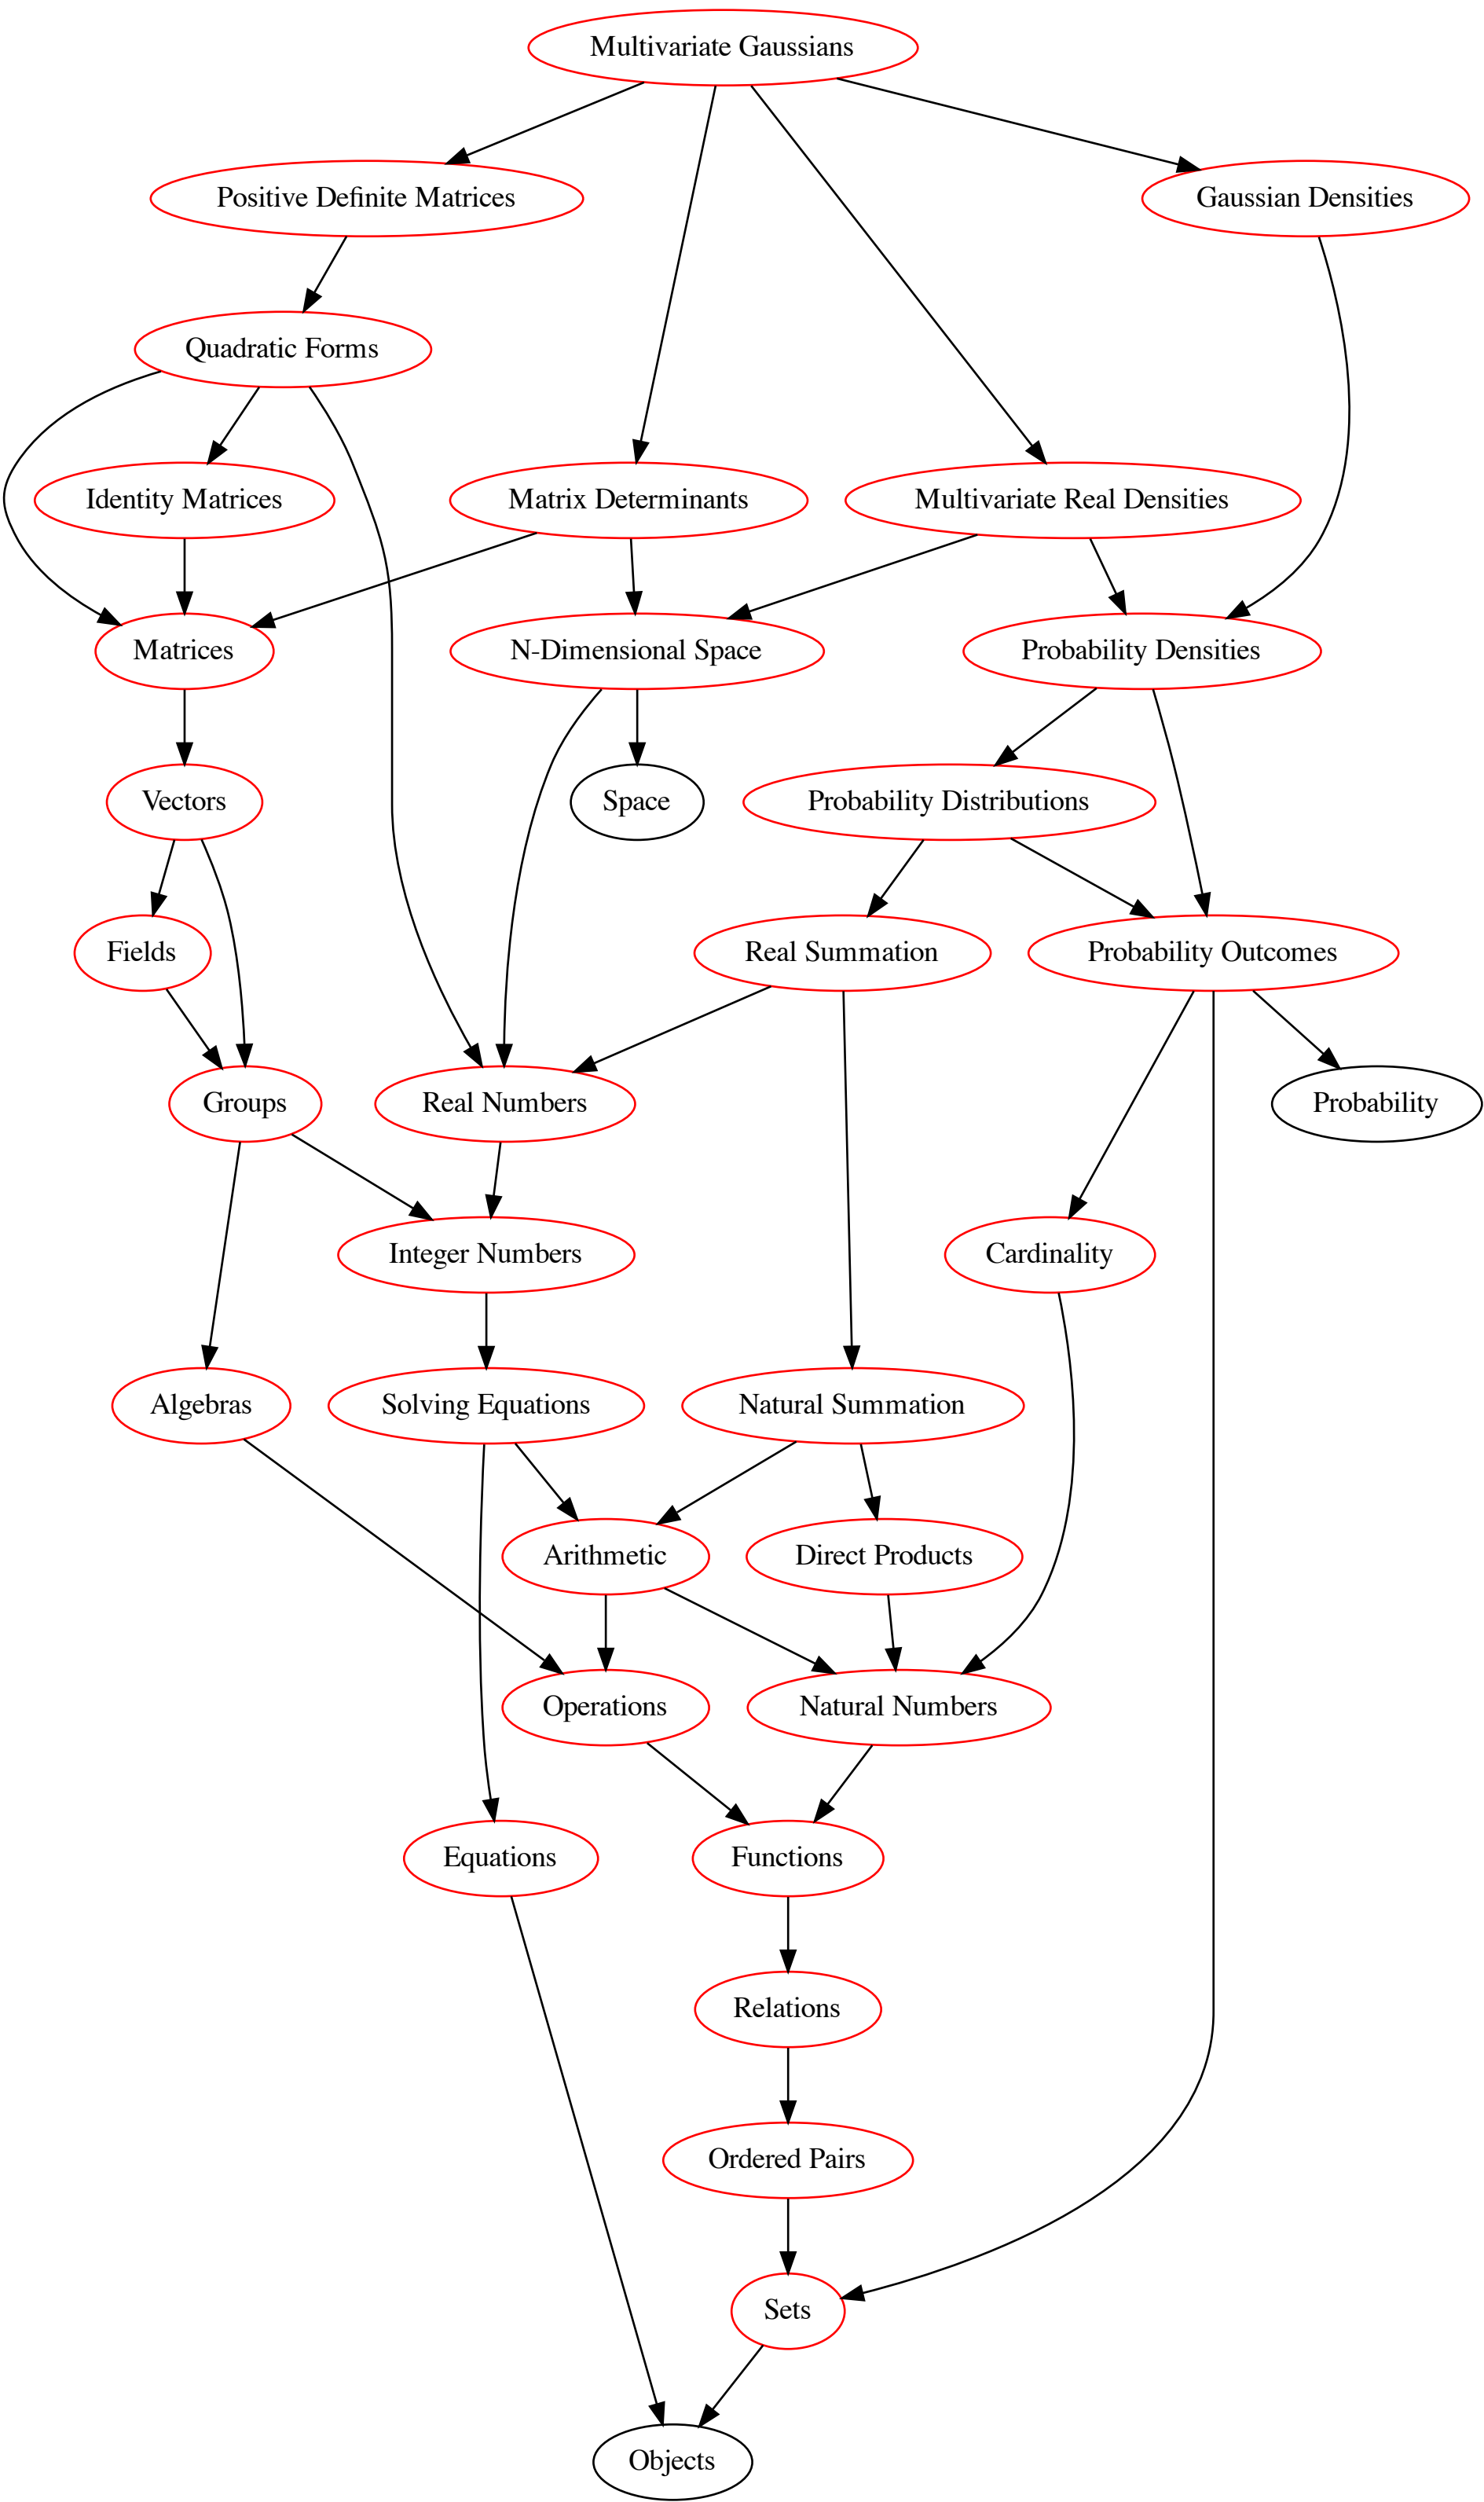 Multivariate Gaussians
Positive Definite Matrices
Gaussian Densities
Quadratic Forms
Identity Matrices
Matrix Determinants
Multivariate Real Densities
Matrices
N-Dimensional Space
Probability Densities
Vectors
Space
Probability Distributions
Fields
Real Summation
Probability Outcomes
Groups
Real Numbers
Probability
Integer Numbers
Cardinality
Algebras
Solving Equations
Natural Summation
Arithmetic
Direct Products
Operations
Natural Numbers
Equations
Functions
Relations
Ordered Pairs
Sets
Objects